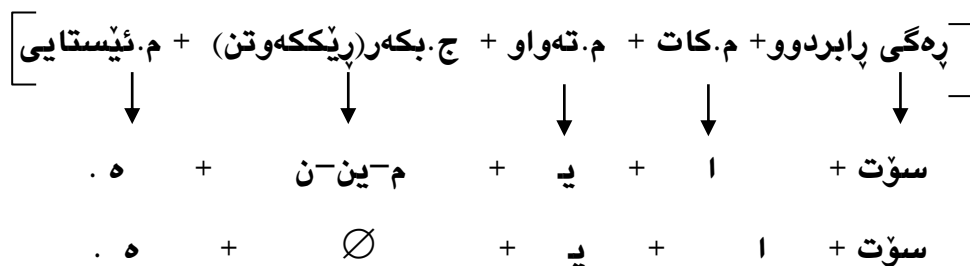 [ڕەگی ڕابردوو+ م.کات + م.تەواو + ج.بکەر(ڕێککەوتن) + م.ئێستایی]
سۆت + ا + یـ + م–ین–ن + ە .
سۆت + ا + یـ + ∅ + ە .